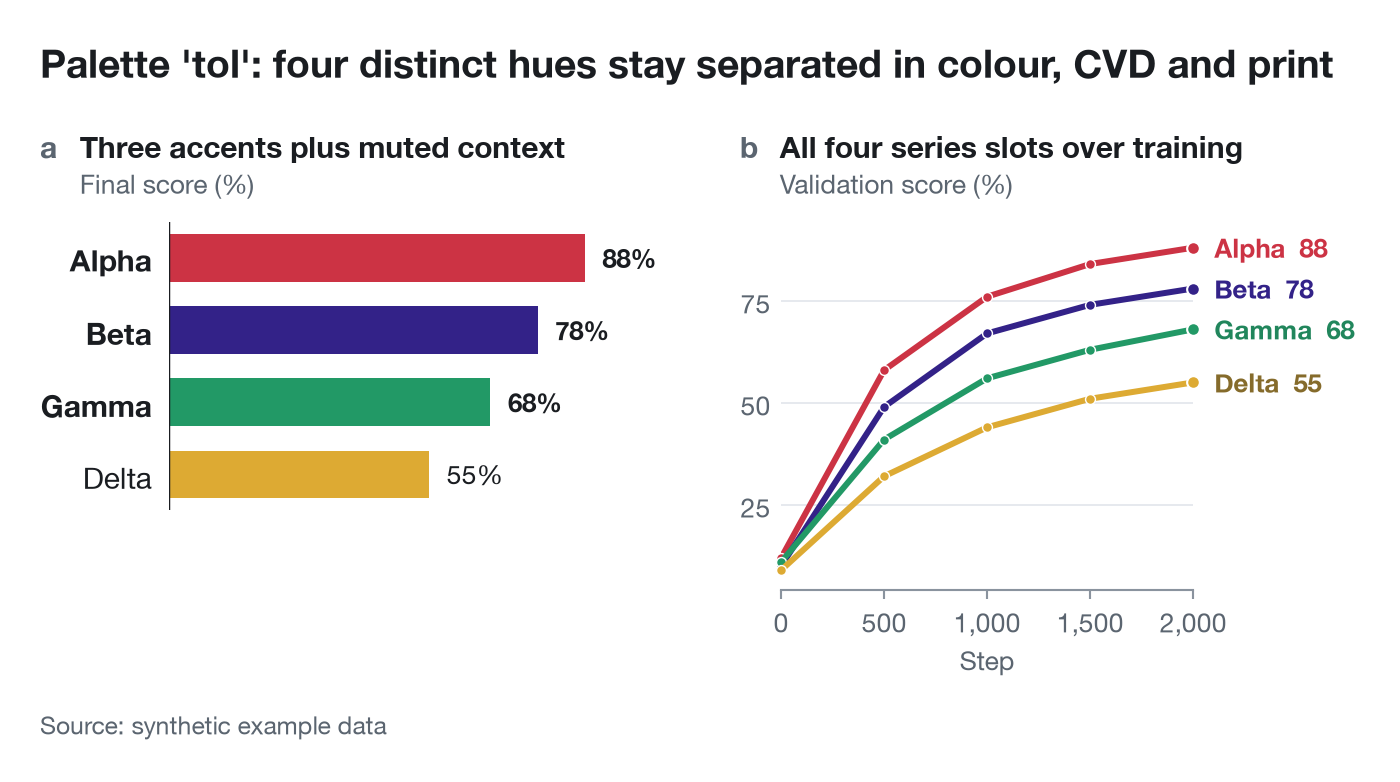 Palette 'tol': four distinct hues stay separated in colour, CVD and print
a Three accents plus muted context
Final score (%)
Alpha 88%
Beta 78%
Gamma 68%
Delta 55%
b All four series slots over training
Validation score (%)
Alpha 88
Beta 78
75
Gamma 68
Delta 55
50
25
0 500 1,000 1,500 2,000
Step
Source: synthetic example data